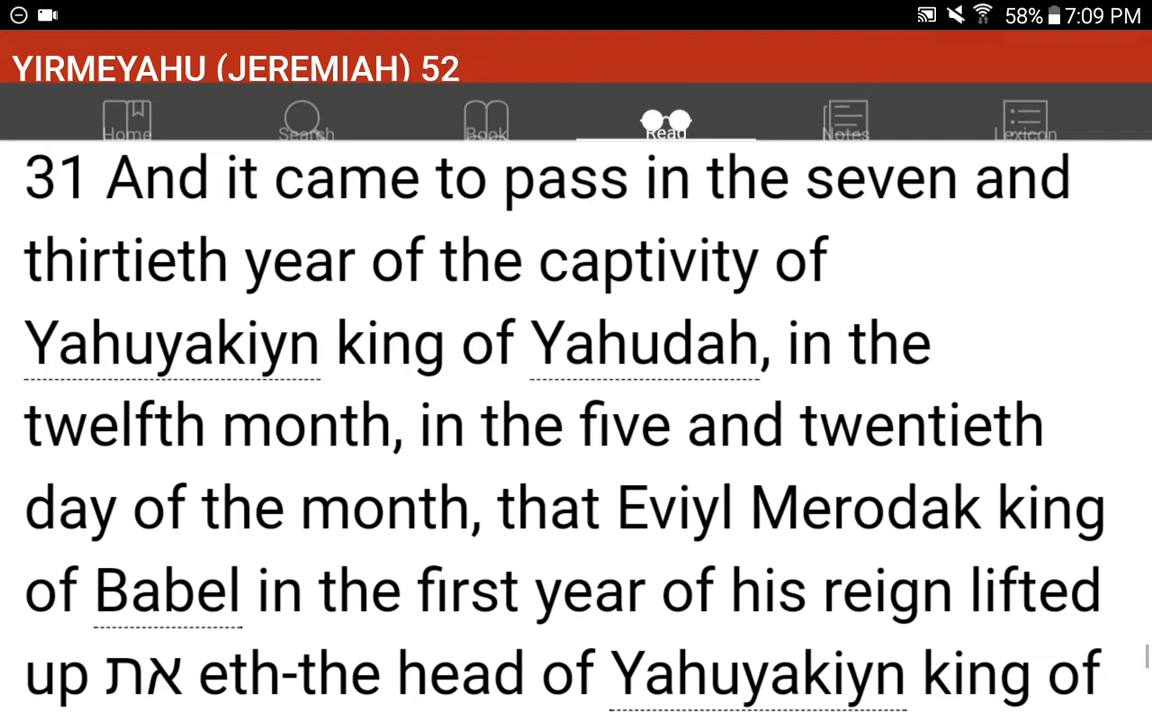 58% 7:09 PM
YIRMEYAHU (JEREMIAH) 52
Home Search Book Read Notes Lexicon
31 And it came to pass in the seven and
thirtieth year of the captivity of
Yahuyakiyn king of Yahudah, in the
twelfth month, in the five and twentieth
day of the month, that Eviyl Merodak king
of Babel in the first year of his reign lifted
up את eth-the head of Yahuyakiyn king of